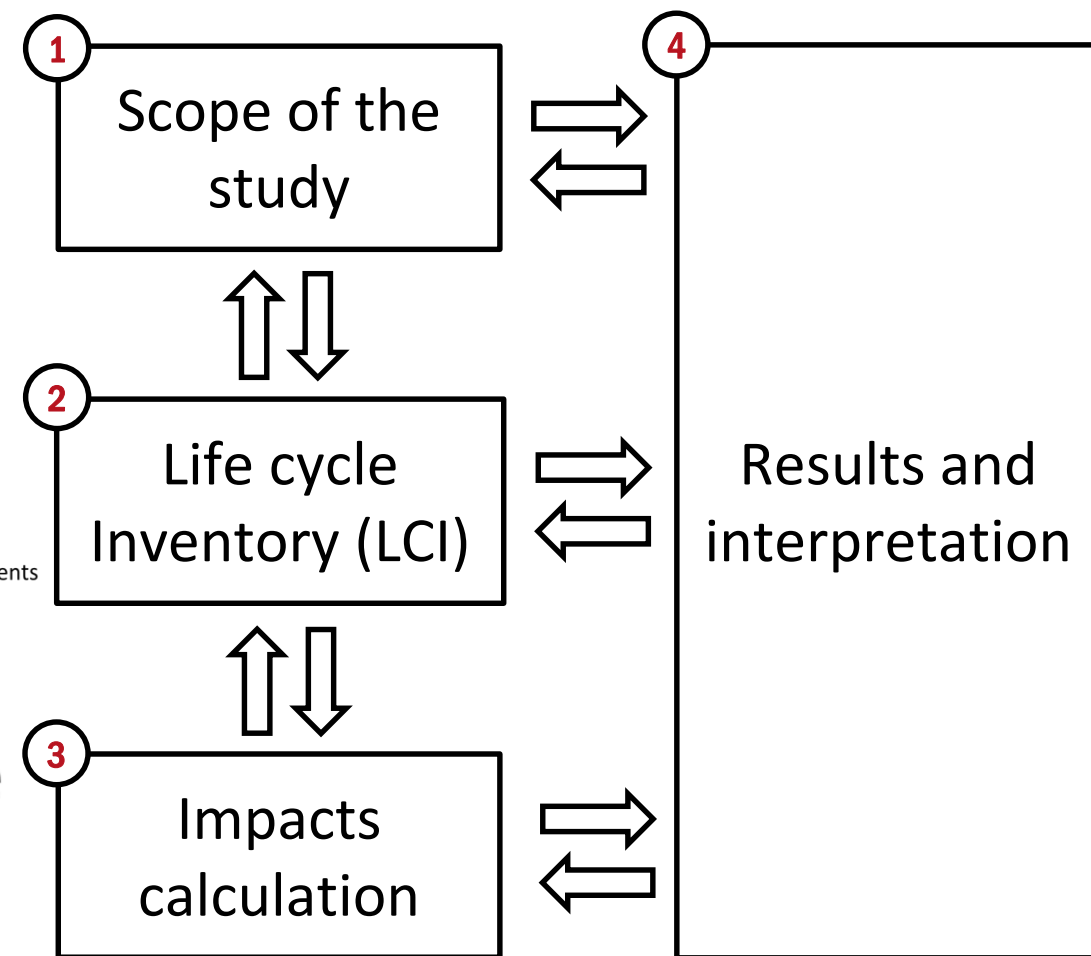 1
Scope of the
study
2
Life cycle
Inventory (LCI)
3
Impacts
calculation
4
Results and
interpretation